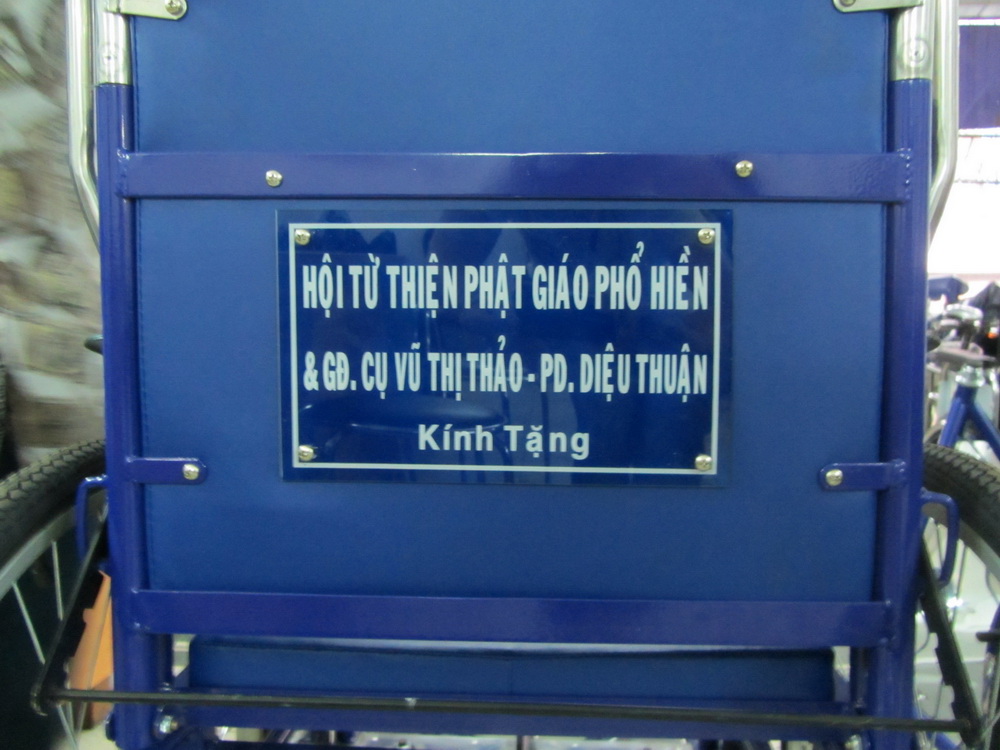 HỘI TỪ THIỆN PHẬT GIÁO PHỔ HIỀN
& GĐ. CỤ VŨ THỊ THẢO - PD. DIỆU THUẬN
Kính Tặng